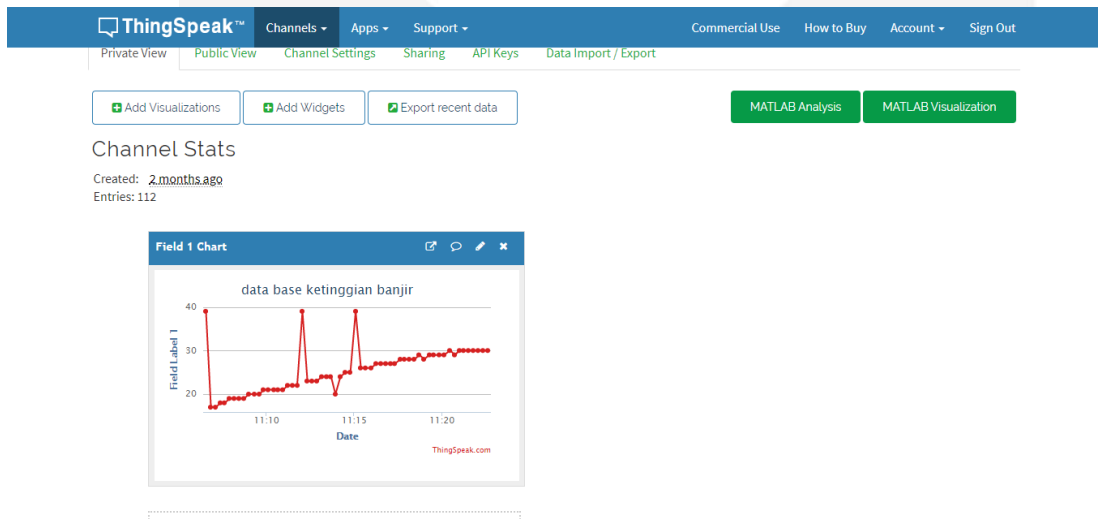 ThingSpeak™ Channels Apps Support Commercial Use How to Buy Account Sign Out
Private View Public View Channel Settings Sharing API Keys Data Import / Export
Add Visualizations Add Widgets Export recent data MATLAB Analysis MATLAB Visualization
Channel Stats
Created: 2 months ago
Entries: 112
Field 1 Chart
data base ketinggian banjir
40
30
20
Field Label 1
11:10 11:15 11:20
Date
ThingSpeak.com